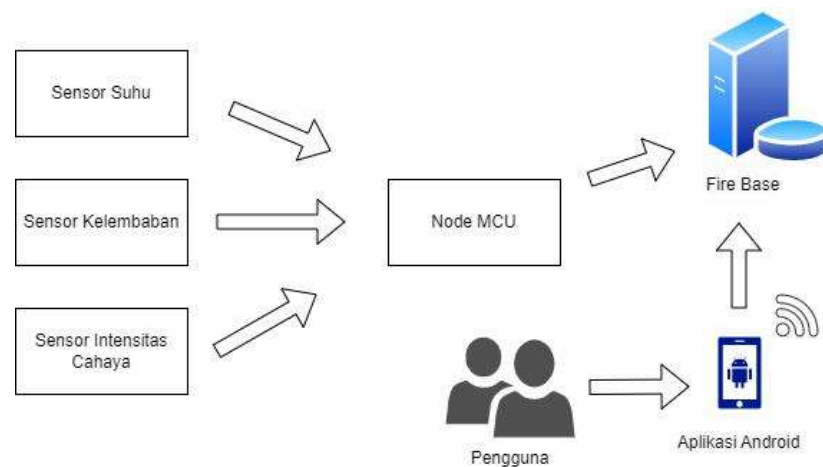 Sensor Suhu
Sensor Kelembaban
Sensor Intensitas
Cahaya
Node MCU
Fire Base
Pengguna
Aplikasi Android